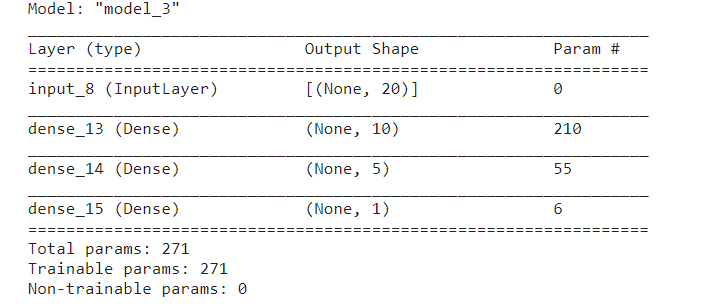 Model: "model_3"
_________________________________________________________________
Layer (type)                 Output Shape              Param #
=================================================================
input_8 (InputLayer)         [(None, 20)]              0
_________________________________________________________________
dense_13 (Dense)             (None, 10)                210
_________________________________________________________________
dense_14 (Dense)             (None, 5)                 55
_________________________________________________________________
dense_15 (Dense)             (None, 1)                 6
=================================================================
Total params: 271
Trainable params: 271
Non-trainable params: 0